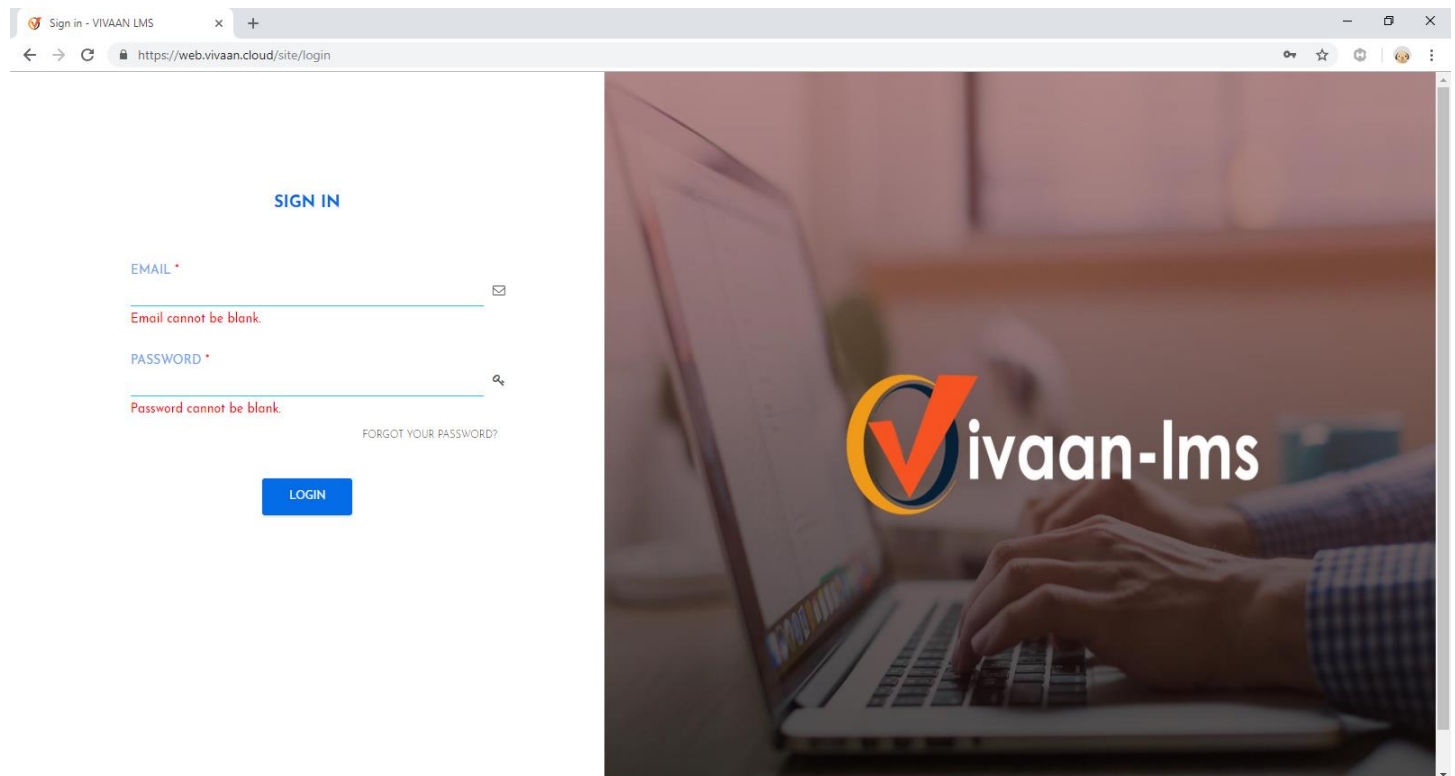 Sign in - VIVAAN LMS
https://web.vivaan.cloud/site/login
SIGN IN
EMAIL *
Email cannot be blank.
PASSWORD *
Password cannot be blank.
FORGOT YOUR PASSWORD?
LOGIN
Vivaan-lms